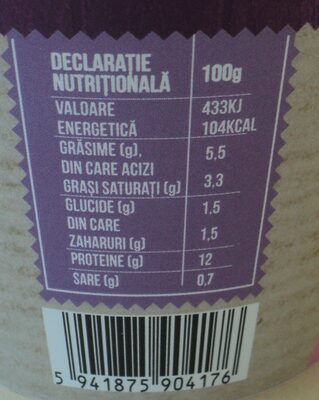 DECLARAȚIE
NUTRIȚIONALĂ 100g
VALOARE 433KJ
ENERGETICĂ 104KCAL
GRĂSIME (g), 5,5
DIN CARE ACIZI
GRAȘI SATURAȚI (g) 3,3
GLUCIDE (g) 1,5
DIN CARE
ZAHARURI (g) 1,5
PROTEINE (g) 12
SARE (g) 0,7
5 941875 904176